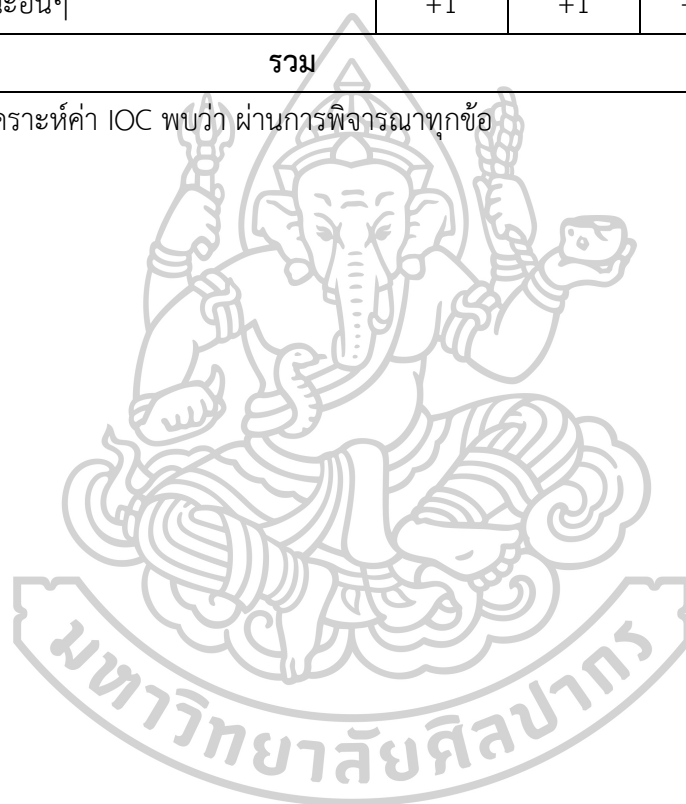 นะอื่นๆ +1 +1
รวม
คราะห์ค่า IOC พบว่า ผ่านการพิจารณาทุกข้อ
มหาวิทยาลัยศิลปากร